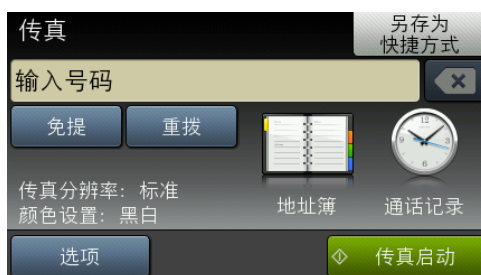 传真
另存为
快捷方式
输入号码
免提
重拨
传真分辨率: 标准
颜色设置: 黑白
地址簿
通话记录
选项
传真启动